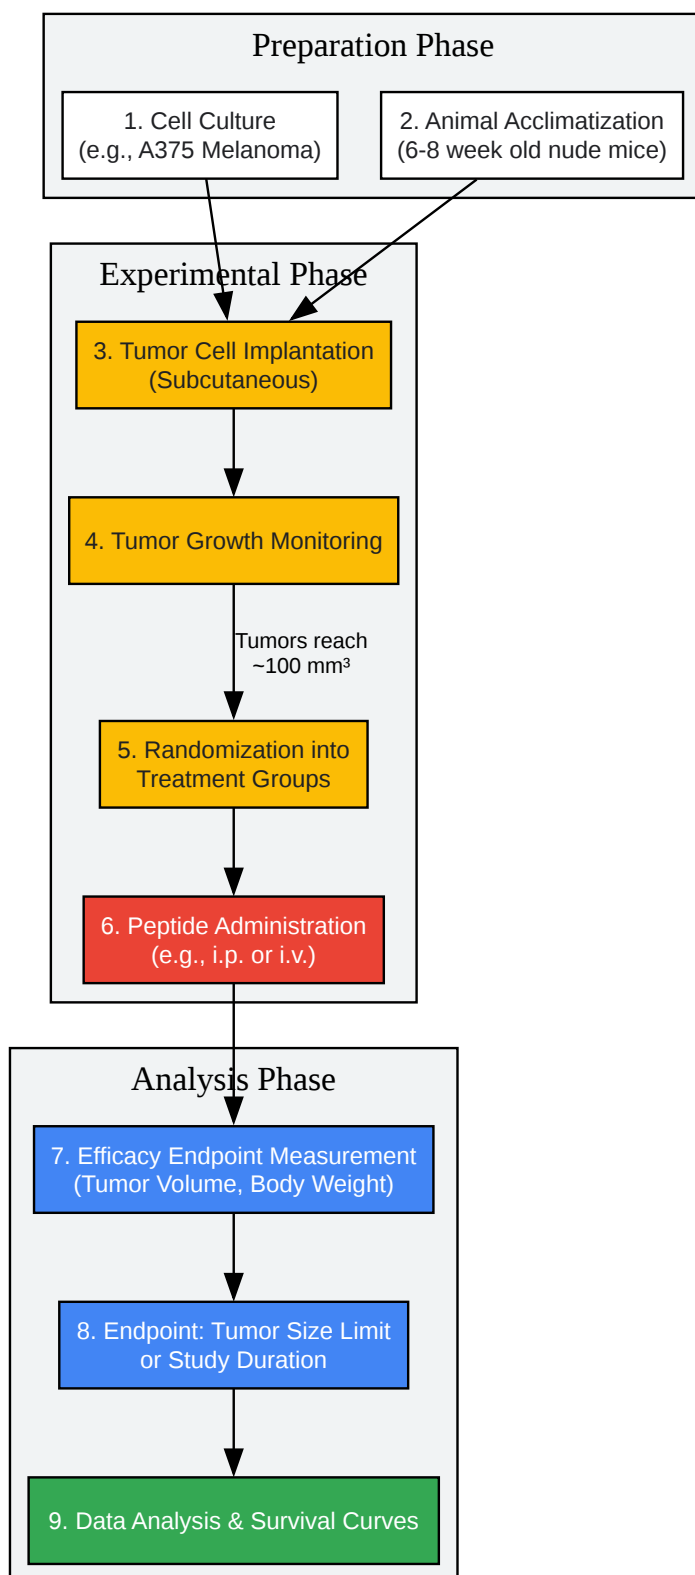 Preparation Phase
1. Cell Culture
(e.g., A375 Melanoma)
2. Animal Acclimatization
(6-8 week old nude mice)
Experimental Phase
3. Tumor Cell Implantation
(Subcutaneous)
4. Tumor Growth Monitoring
Tumors reach
~100 mm³
5. Randomization into
Treatment Groups
6. Peptide Administration
(e.g., i.p. or i.v.)
Analysis Phase
7. Efficacy Endpoint Measurement
(Tumor Volume, Body Weight)
8. Endpoint: Tumor Size Limit
or Study Duration
9. Data Analysis & Survival Curves